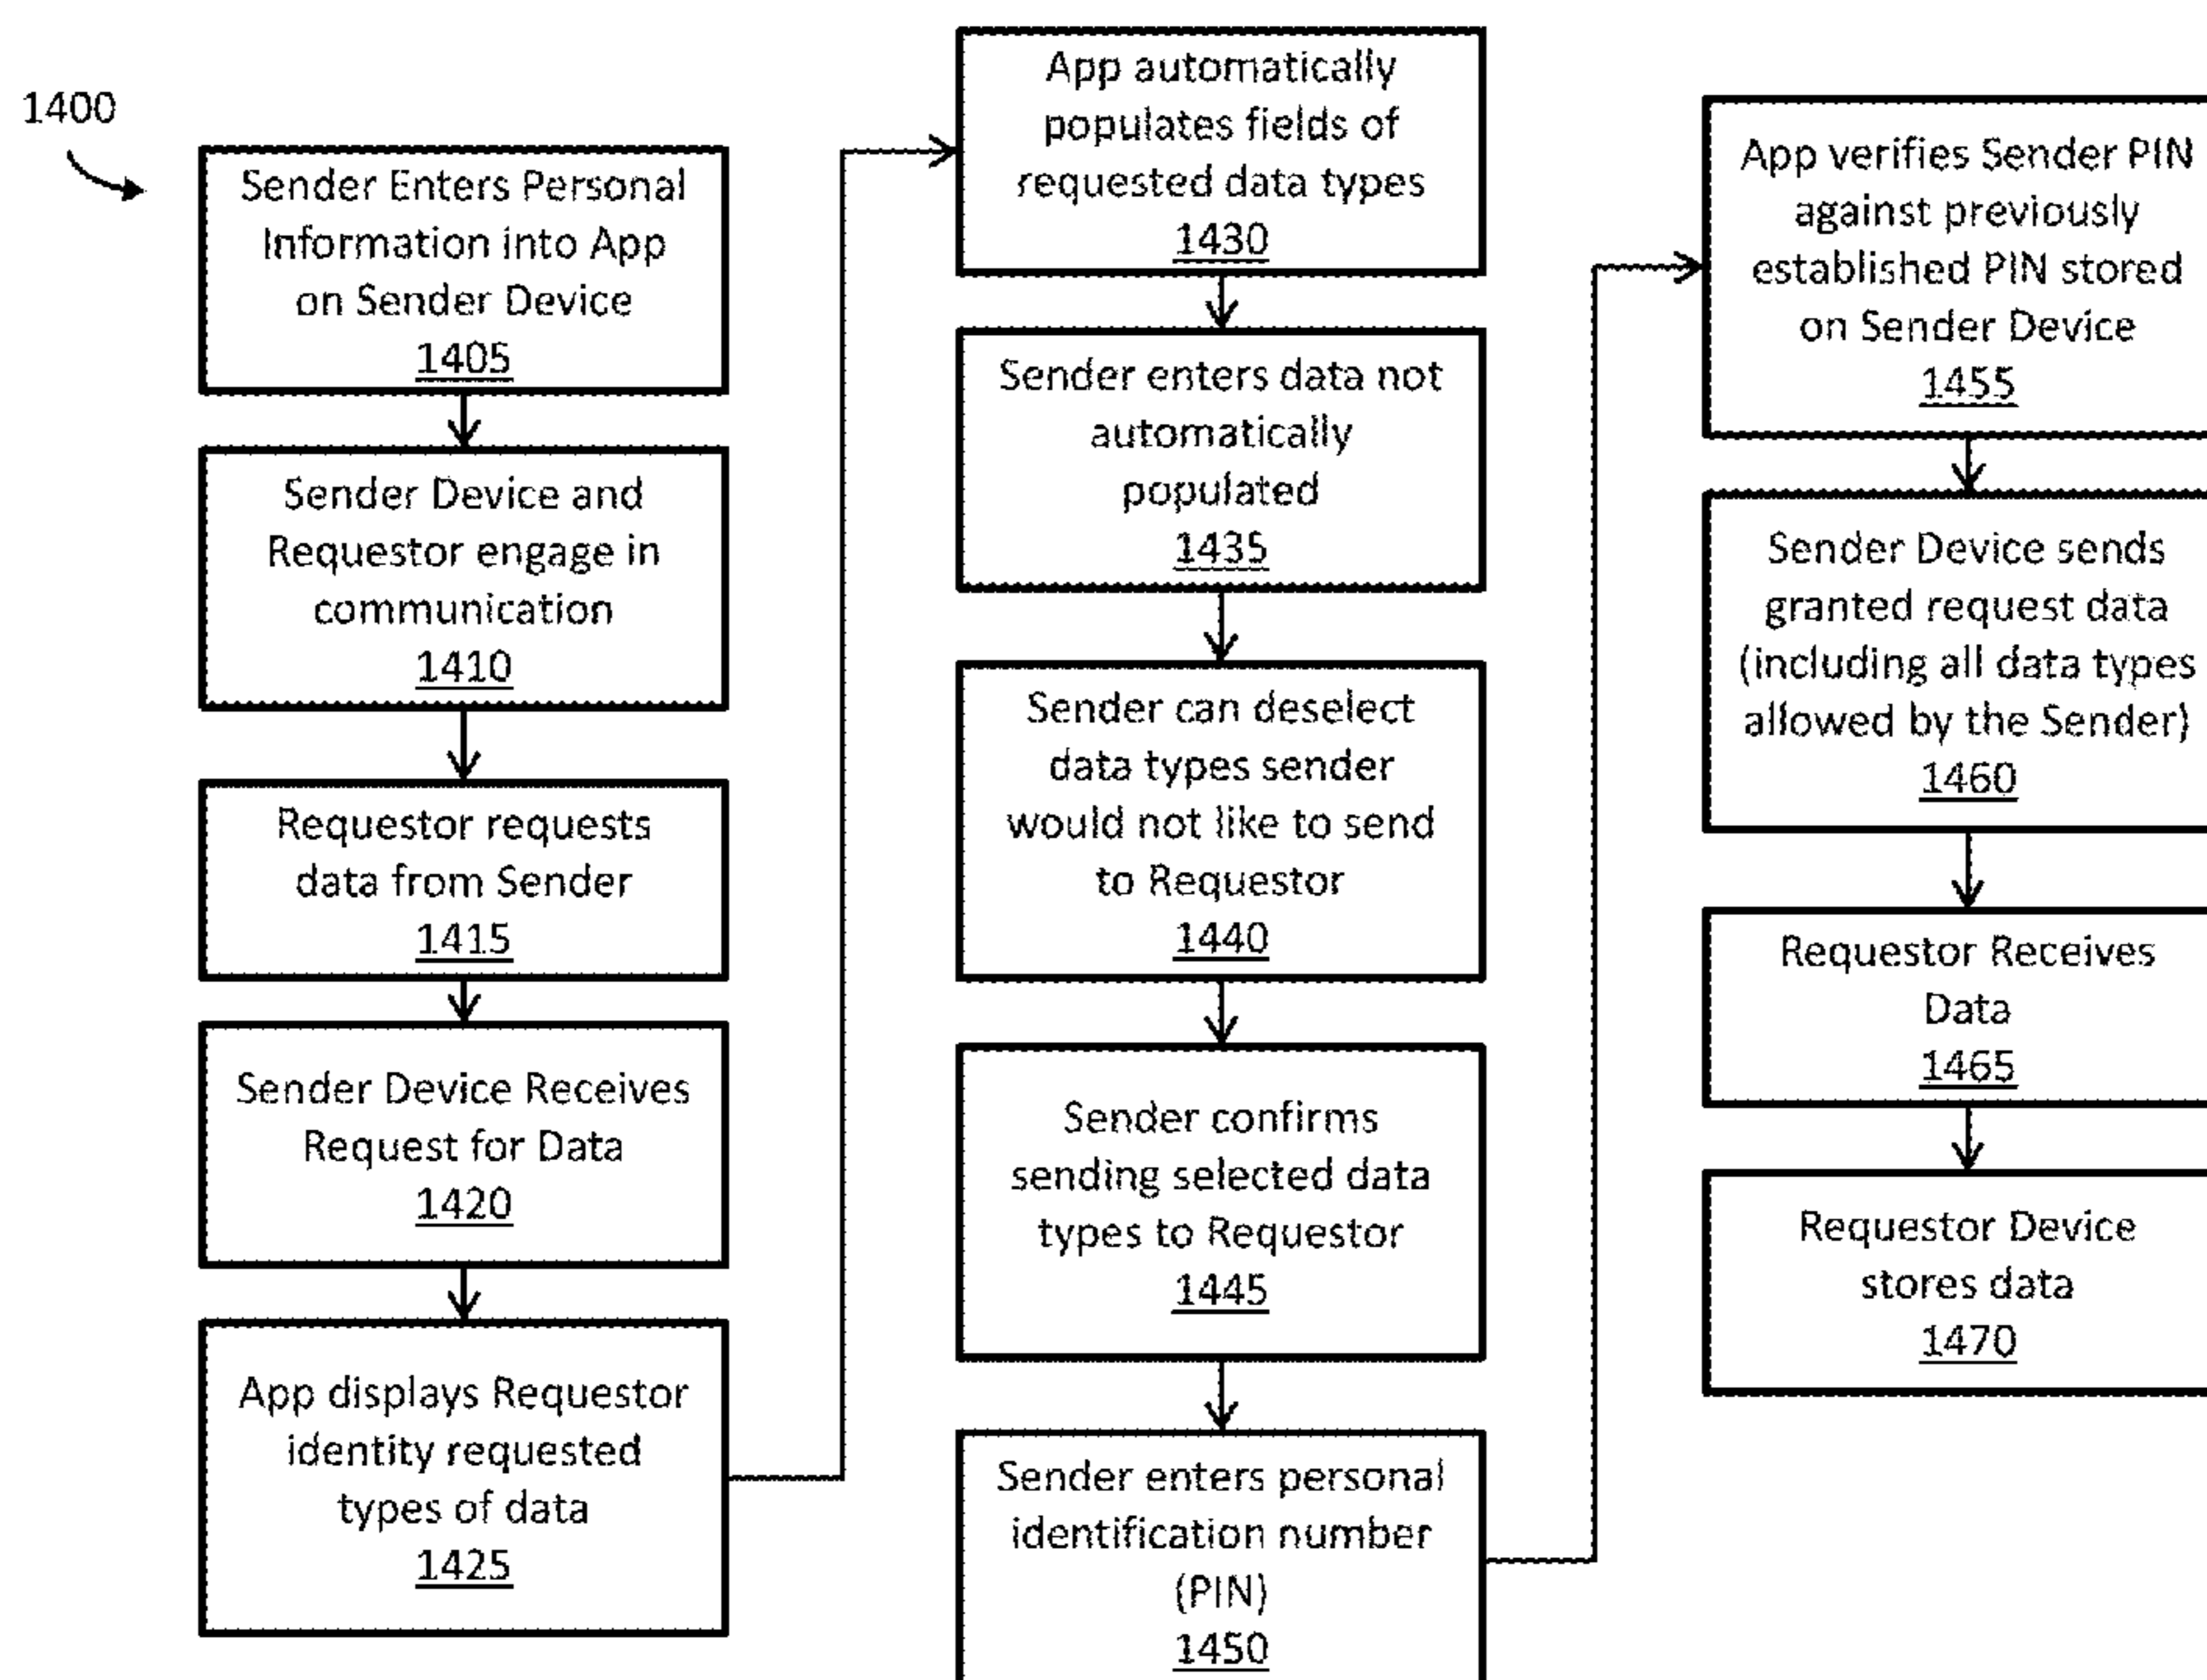 1400
Sender Enters Personal
Information into App
on Sender Device
1405
Sender Device and
Requestor engage in
communication
1410
Requestor requests
data from Sender
1415
Sender Device Receives
Request for Data
1420
App displays Requestor
identity requested
types of data
1425
App automatically
populates fields of
requested data types
1430
Sender enters data not
automatically
populated
1435
Sender can deselect
data types sender
would not like to send
to Requestor
1440
Sender confirms
sending selected data
types to Requestor
1445
Sender enters personal
identification number
(PIN)
1450
App verifies Sender PIN
against previously
established PIN stored
on Sender Device
1455
Sender Device sends
granted request data
(including all data types
allowed by the Sender)
1460
Requestor Receives
Data
1465
Requestor Device
stores data
1470